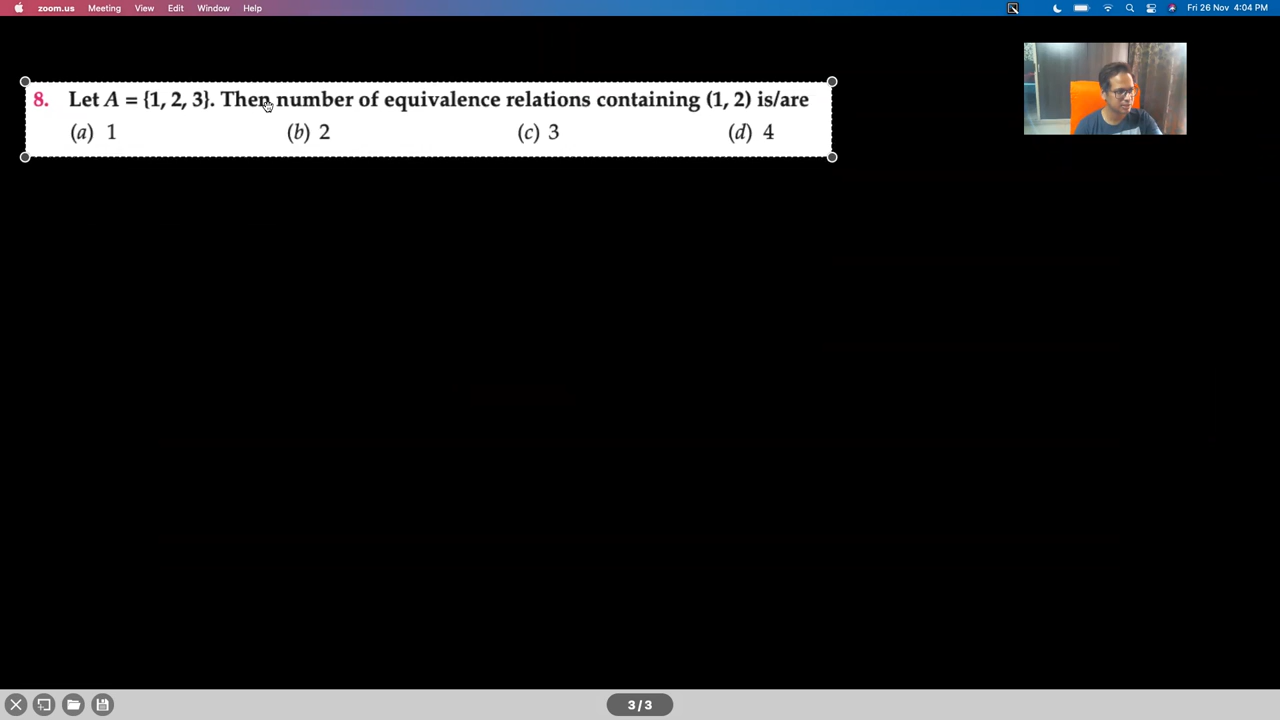 zoom.us Meeting View Edit Window Help Fri 26 Nov 4:04 PM
8. Let A = {1, 2, 3}. Then number of equivalence relations containing (1, 2) is/are
(a) 1 (b) 2 (c) 3 (d) 4
3 / 3